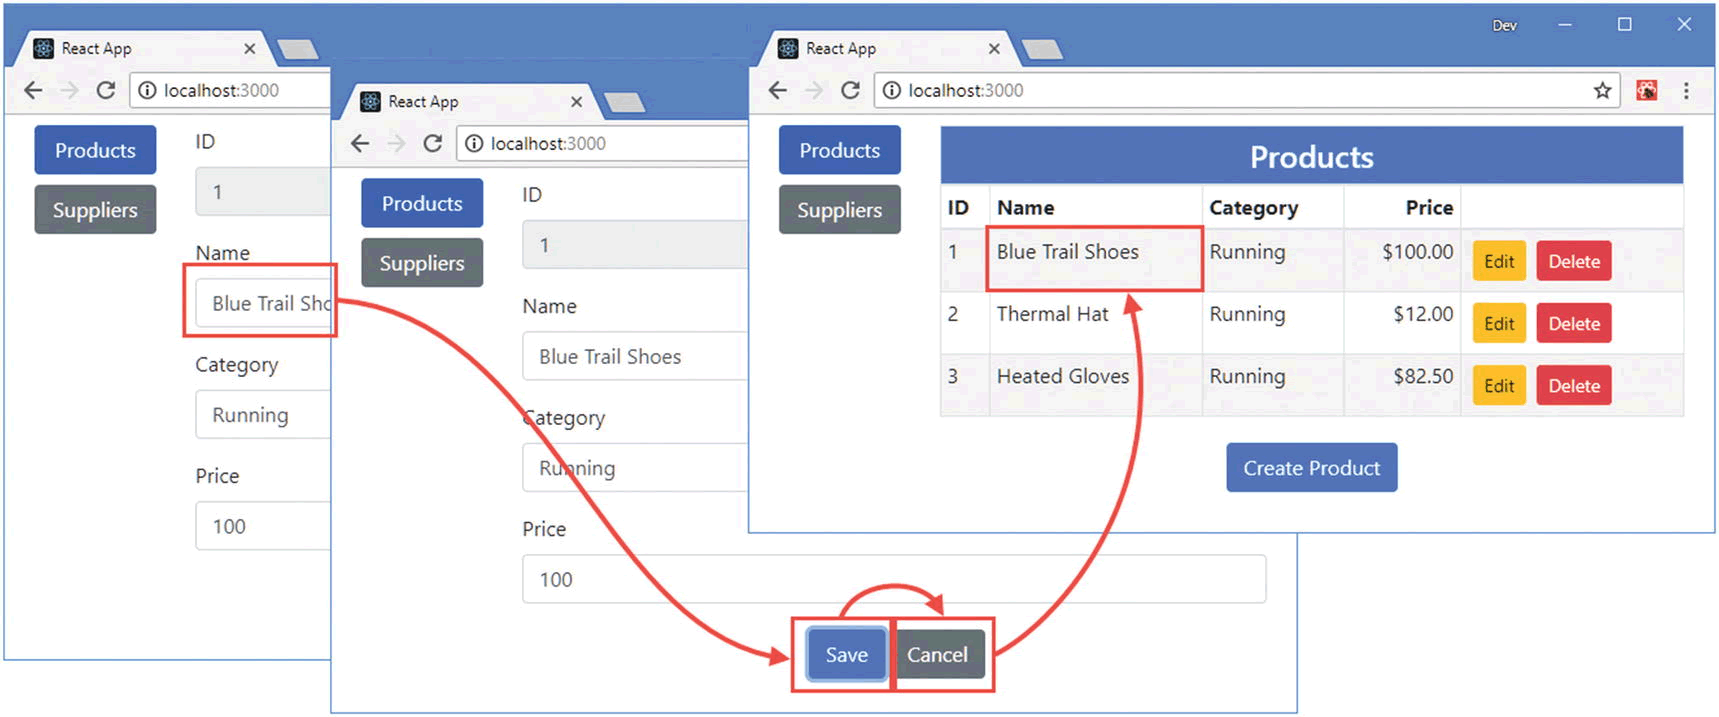 React App
localhost:3000
Products
Suppliers
ID
1
Name
Blue Trail Sho
Category
Running
Price
100
React App
localhost:3000
Products
Suppliers
ID
1
Name
Blue Trail Shoes
Category
Running
Price
100
Save Cancel
Dev
React App
localhost:3000
Products
Suppliers
Products
ID Name Category Price
1 Blue Trail Shoes Running $100.00 Edit Delete
2 Thermal Hat Running $12.00 Edit Delete
3 Heated Gloves Running $82.50 Edit Delete
Create Product